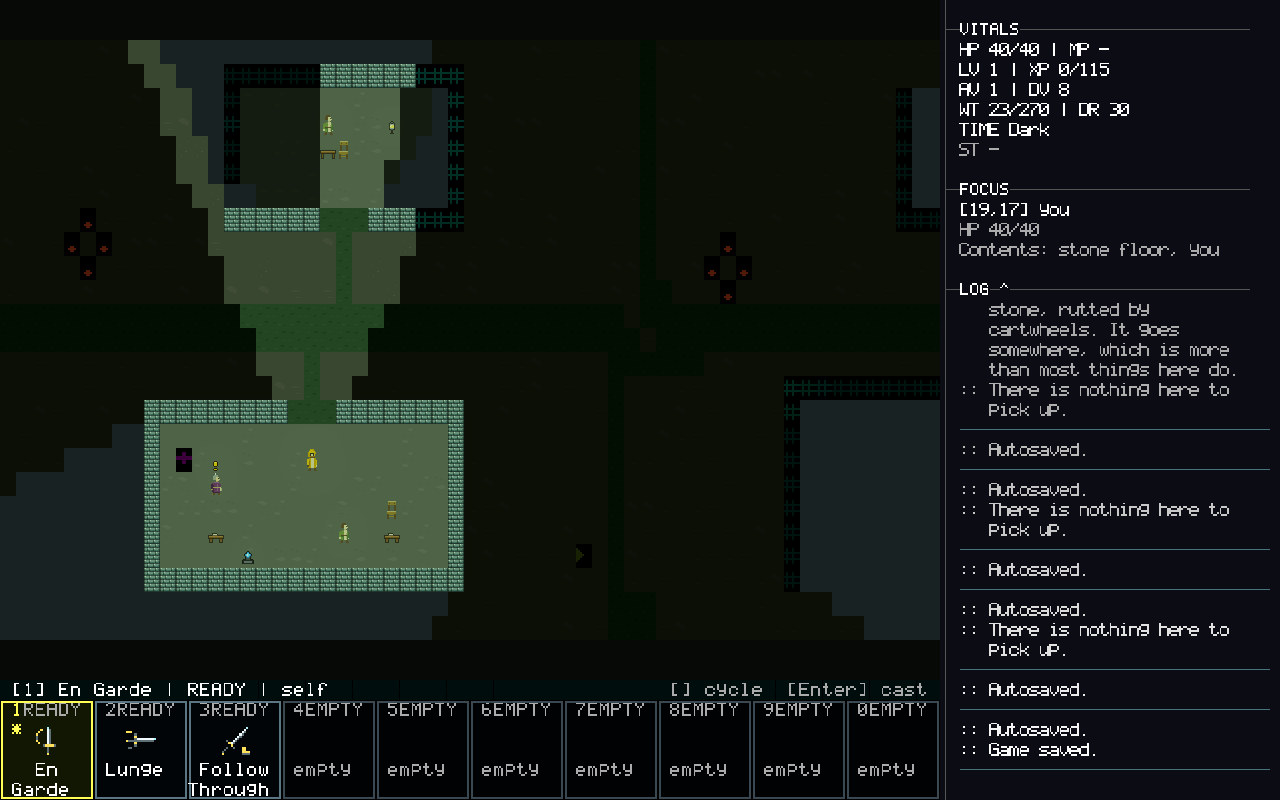 VITALS
HP 40/40 | MP -
LV 1 | XP 0/115
AV 1 | DV 8
WT 23/270 | DR 30
TIME Dark
ST -
FOCUS
[19,17] You
HP 40/40
Contents: stone floor, you
LOG ^
stone, rutted by
cartwheels. It goes
somewhere, which is more
than most things here do.
:: There is nothing here to
Pick up.
:: Autosaved.
:: Autosaved.
:: There is nothing here to
Pick up.
:: Autosaved.
:: Autosaved.
:: There is nothing here to
Pick up.
:: Autosaved.
:: Autosaved.
:: Game saved.
[1] En Garde | READY | self
[] cycle [Enter] cast
1READY 2READY 3READY 4EMPTY 5EMPTY 6EMPTY 7EMPTY 8EMPTY 9EMPTY 0EMPTY
*
En Lunge Follow empty empty empty empty empty empty empty
Garde Through